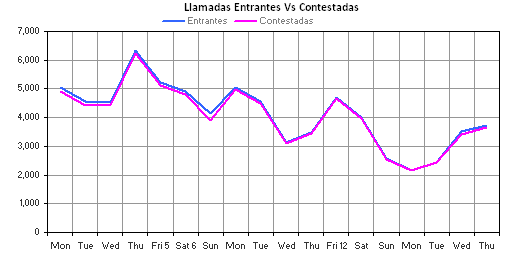 Llamadas Entrantes Vs Contestadas
Entrantes Contestadas
7,000
6,000
5,000
4,000
3,000
2,000
1,000
0
Mon Tue Wed Thu Fri 5 Sat 6 Sun Mon Tue Wed Thu Fri 12 Sat Sun Mon Tue Wed Thu